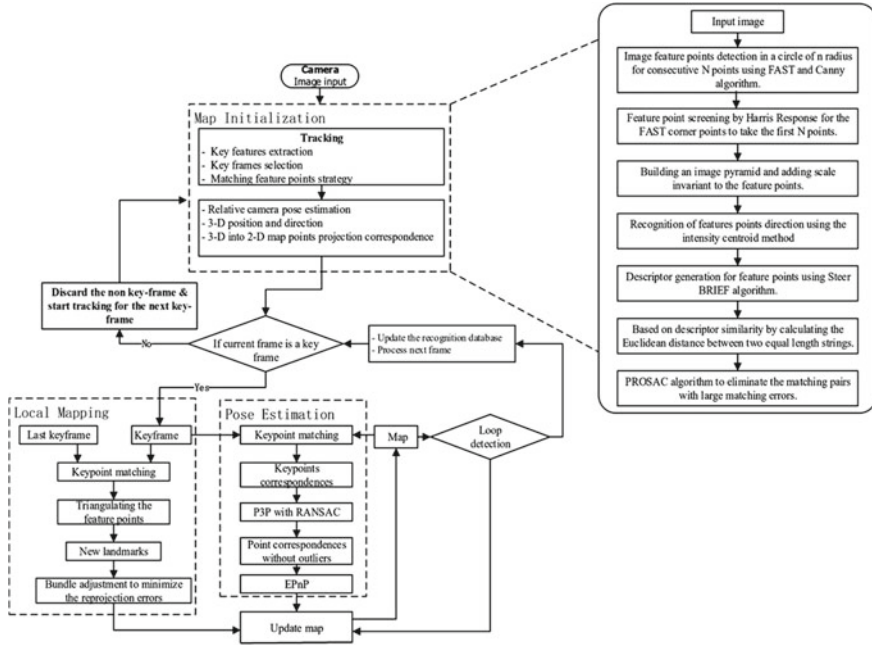 Camera
Image input
Map Initialization
Tracking
- Key features extraction
- Key frames selection
- Matching feature points strategy
- Relative camera pose estimation
- 3-D position and direction
- 3-D into 2-D map points projection correspondence
Discard the non key-frame &
start tracking for the next key-
frame
No
If current frame is a key
frame
- Update the recognition database
- Process next frame
Yes
Local Mapping
Last keyframe
Keyframe
Keypoint matching
Triangulating the
feature points
New landmarks
Bundle adjustment to minimize
the reprojection errors
Pose Estimation
Keypoint matching
Keypoints
correspondences
P3P with RANSAC
Point correspondences
without outliers
EPnP
Map
Loop
detection
Update map
Input image
Image feature points detection in a circle of n radius
for consecutive N points using FAST and Canny
algorithm.
Feature point screening by Harris Response for the
FAST corner points to take the first N points.
Building an image pyramid and adding scale
invariant to the feature points.
Recognition of features points direction using the
intensity centroid method
Descriptor generation for feature points using Steer
BRIEF algorithm.
Based on descriptor similarity by calculating the
Euclidean distance between two equal length strings.
PROSAC algorithm to eliminate the matching pairs
with large matching errors.